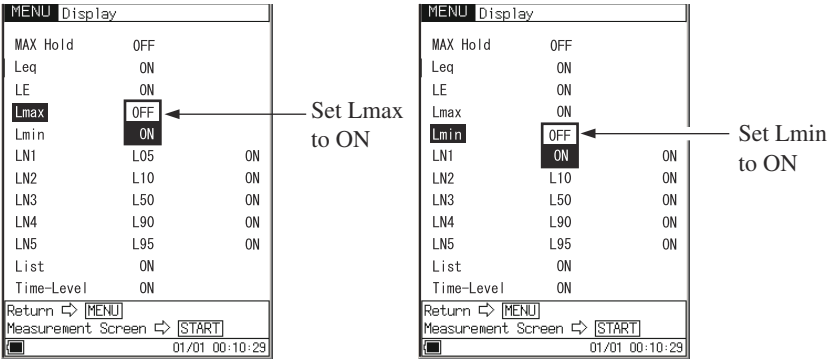 MENU Display
MAX Hold OFF
Leq ON
LE ON
Lmax OFF
Lmin ON
LN1 L05 ON
LN2 L10 ON
LN3 L50 ON
LN4 L90 ON
LN5 L95 ON
List ON
Time-Level ON
Return ⇨ MENU
Measurement Screen ⇨ START
01/01 00:10:29
Set Lmax
to ON
MENU Display
MAX Hold OFF
Leq ON
LE ON
Lmax ON
Lmin OFF
LN1 ON ON
LN2 L10 ON
LN3 L50 ON
LN4 L90 ON
LN5 L95 ON
List ON
Time-Level ON
Return ⇨ MENU
Measurement Screen ⇨ START
01/01 00:10:29
Set Lmin
to ON